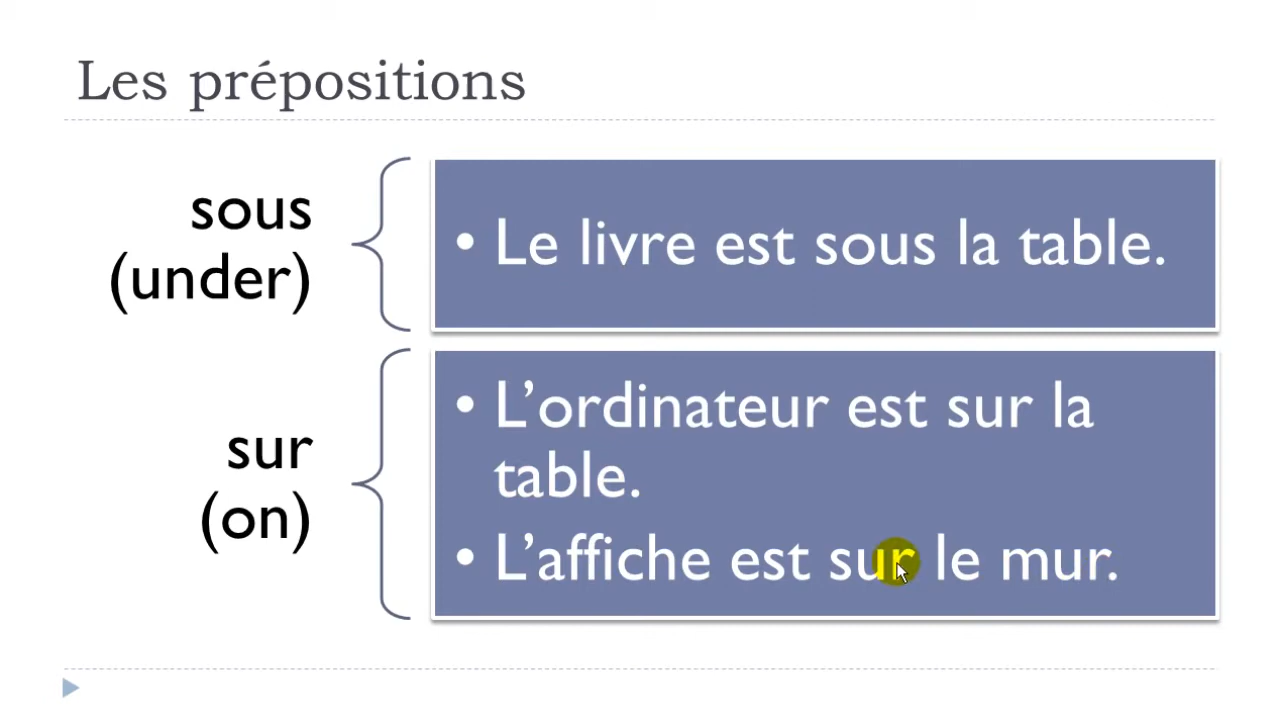 Les prépositions
sous
(under)
• Le livre est sous la table.
sur
(on)
• L’ordinateur est sur la
table.
• L’affiche est sur le mur.